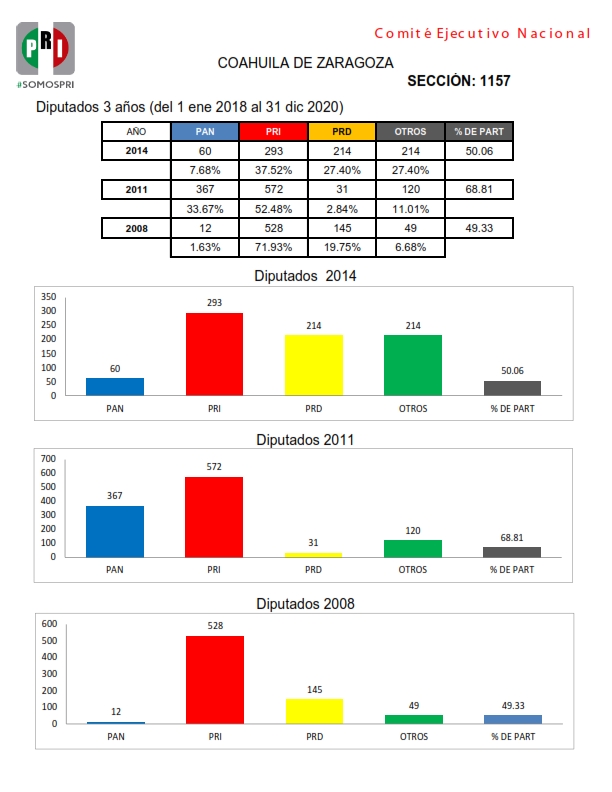 Comité Ejecutivo Nacional
PRI
#SOMOSPRI
COAHUILA DE ZARAGOZA
SECCIÓN: 1157
Diputados 3 años (del 1 ene 2018 al 31 dic 2020)
AÑO PAN PRI PRD OTROS % DE PART
2014 60 293 214 214 50.06
7.68% 37.52% 27.40% 27.40%
2011 367 572 31 120 68.81
33.67% 52.48% 2.84% 11.01%
2008 12 528 145 49 49.33
1.63% 71.93% 19.75% 6.68%
Diputados 2014
350
300
250
200
150
100
50
0
60 293 214 214 50.06
PAN PRI PRD OTROS % DE PART
Diputados 2011
700
600
500
400
300
200
100
0
367 572 31 120 68.81
PAN PRI PRD OTROS % DE PART
Diputados 2008
600
500
400
300
200
100
0
12 528 145 49 49.33
PAN PRI PRD OTROS % DE PART